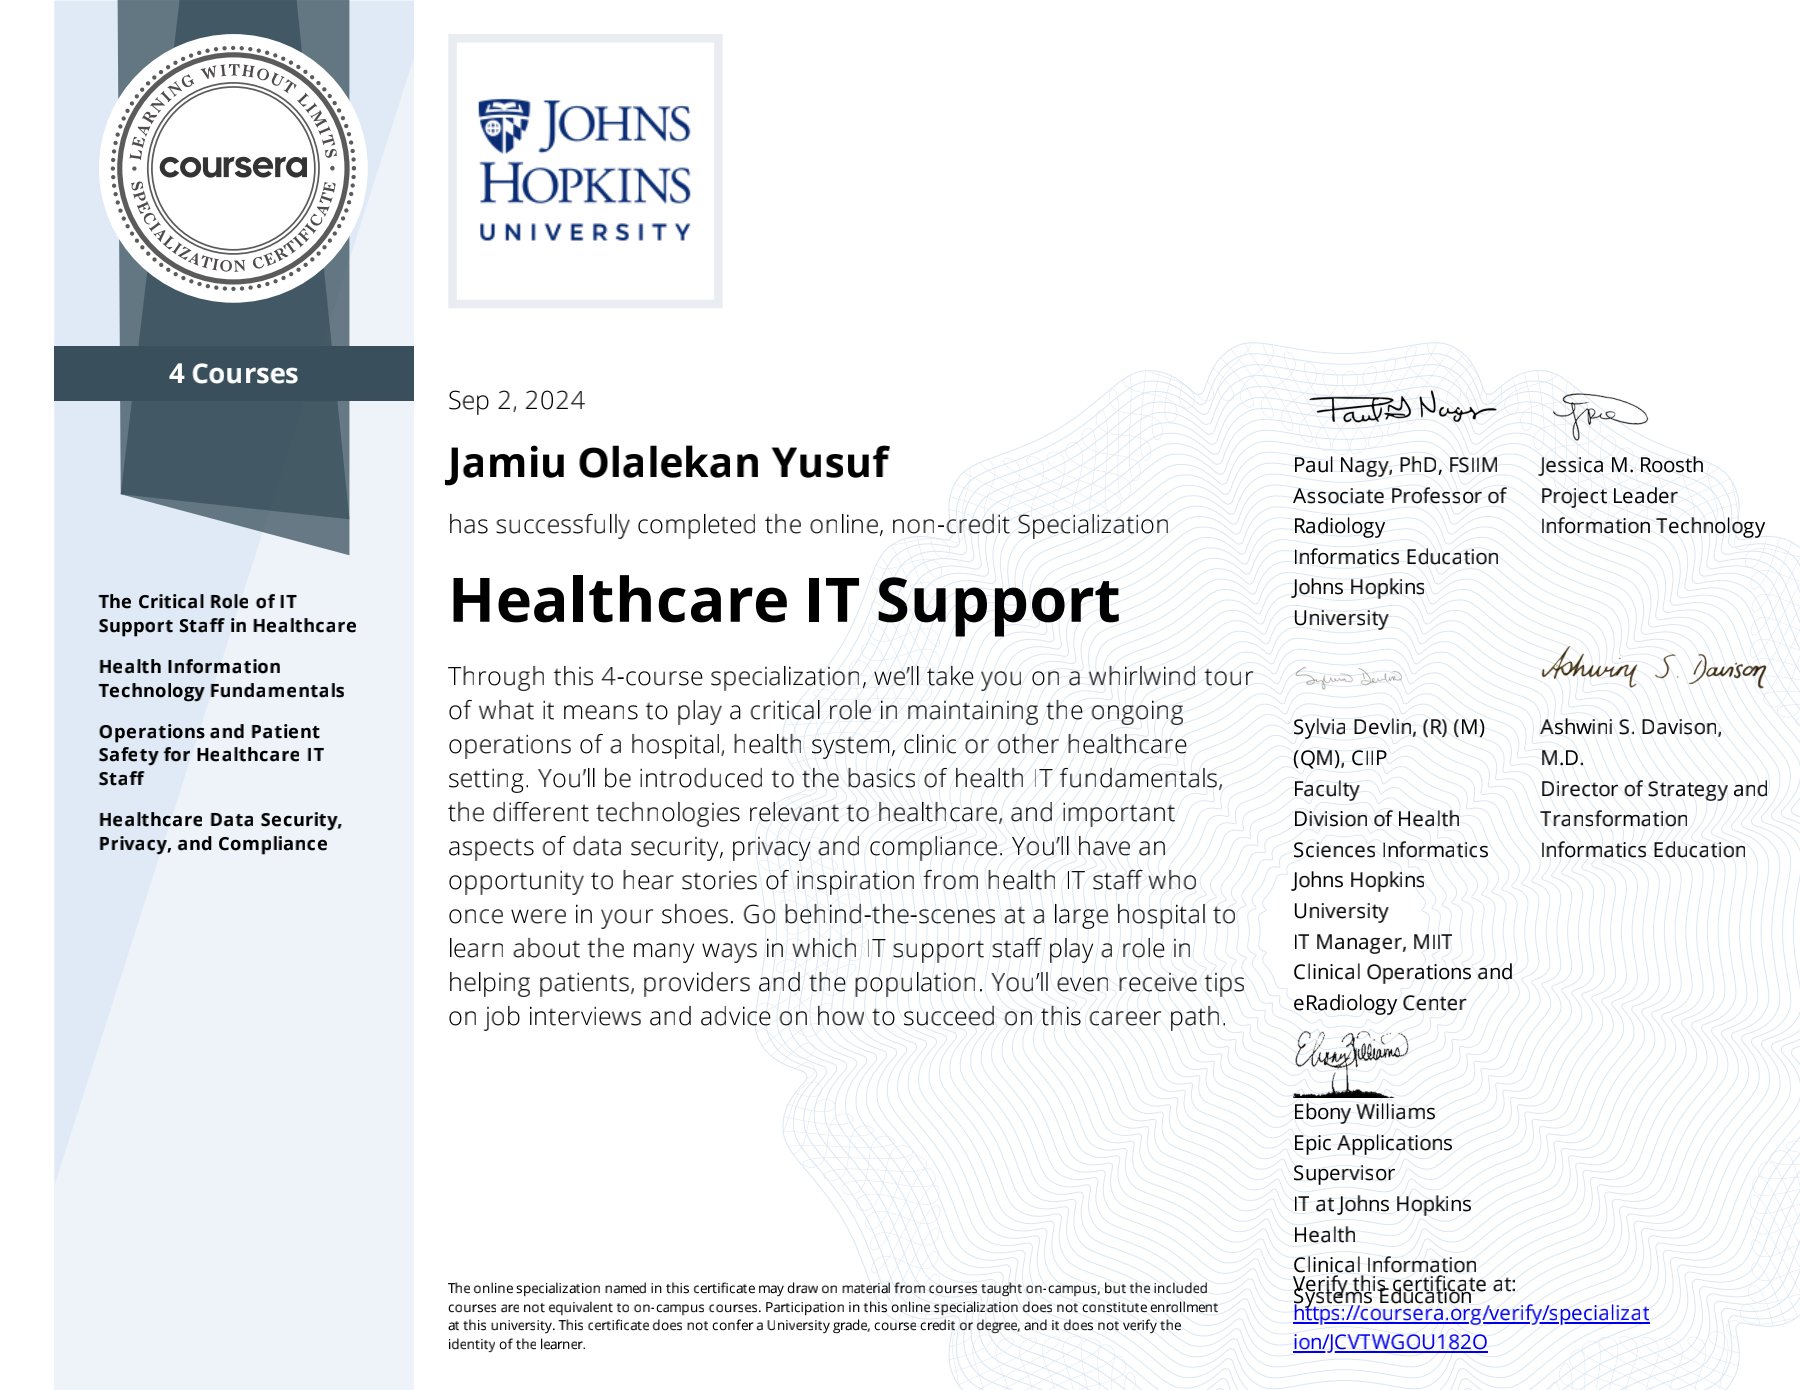 LEARNING WITHOUT LIMITS
coursera
SPECIALIZATION CERTIFICATE
4 Courses
The Critical Role of IT
Support Staff in Healthcare
Health Information
Technology Fundamentals
Operations and Patient
Safety for Healthcare IT
Staff
Healthcare Data Security,
Privacy, and Compliance
JOHNS
HOPKINS
UNIVERSITY
Sep 2, 2024
Jamiu Olalekan Yusuf
has successfully completed the online, non-credit Specialization
Healthcare IT Support
Through this 4-course specialization, we'll take you on a whirlwind tour
of what it means to play a critical role in maintaining the ongoing
operations of a hospital, health system, clinic or other healthcare
setting. You'll be introduced to the basics of health IT fundamentals,
the different technologies relevant to healthcare, and important
aspects of data security, privacy and compliance. You'll have an
opportunity to hear stories of inspiration from health IT staff who
once were in your shoes. Go behind-the-scenes at a large hospital to
learn about the many ways in which IT support staff play a role in
helping patients, providers and the population. You'll even receive tips
on job interviews and advice on how to succeed on this career path.
The online specialization named in this certificate may draw on material from courses taught on-campus, but the included
courses are not equivalent to on-campus courses. Participation in this online specialization does not constitute enrollment
at this university. This certificate does not confer a University grade, course credit or degree, and it does not verify the
identity of the learner.
Paul Nagy
Paul Nagy, PhD, FSIIM
Associate Professor of
Radiology
Informatics Education
Johns Hopkins
University
Jessica M. Roosth
Project Leader
Information Technology
Sylvia Devlin
Sylvia Devlin, (R) (M)
(QM), CIIP
Faculty
Division of Health
Sciences Informatics
Johns Hopkins
University
IT Manager, MIIT
Clinical Operations and
eRadiology Center
Ashwini S. Davison
Ashwini S. Davison,
M.D.
Director of Strategy and
Transformation
Informatics Education
Ebony Williams
Ebony Williams
Epic Applications
Supervisor
IT at Johns Hopkins
Health
Clinical Information
Systems Education
Verify this certificate at:
https://coursera.org/verify/specializat
ion/JCVTWGOU182O